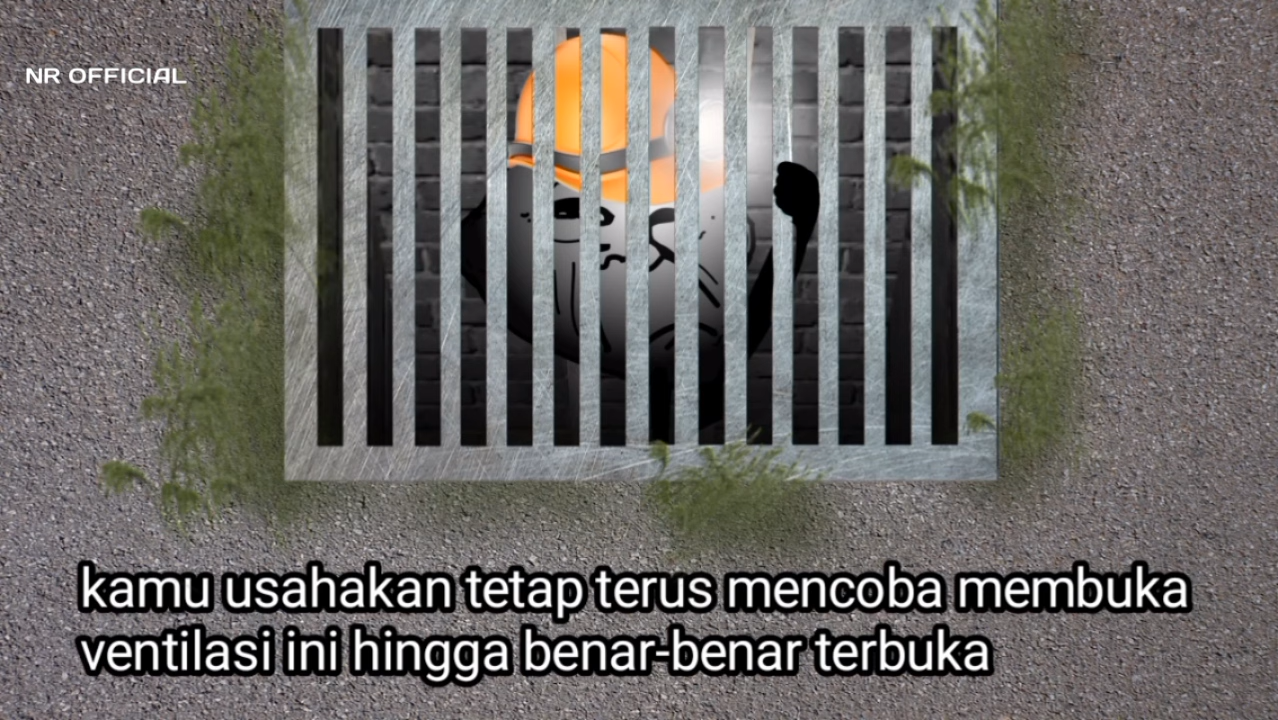 NR OFFICIAL
kamu usahakan tetap terus mencoba membuka
ventilasi ini hingga benar-benar terbuka